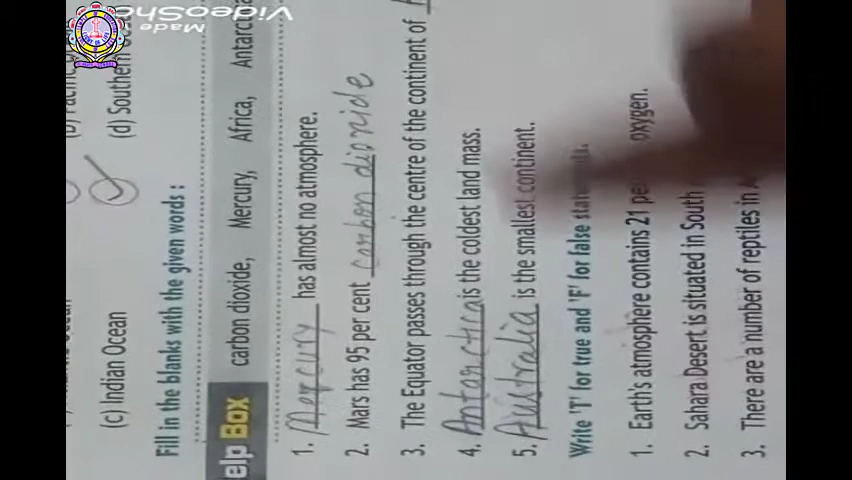 Made
VideoSho
(d) Southern
(c) Indian Ocean
Fill in the blanks with the given words :
elp Box carbon dioxide, Mercury, Africa, Antarctica
1. Mercury has almost no atmosphere.
2. Mars has 95 per cent carbon dioxide
3. The Equator passes through the centre of the continent of
4. Antarctica is the coldest land mass.
5. Australia is the smallest continent.
Write 'T' for true and 'F' for false statements.
1. Earth's atmosphere contains 21 pe oxygen.
2. Sahara Desert is situated in South
3. There are a number of reptiles in